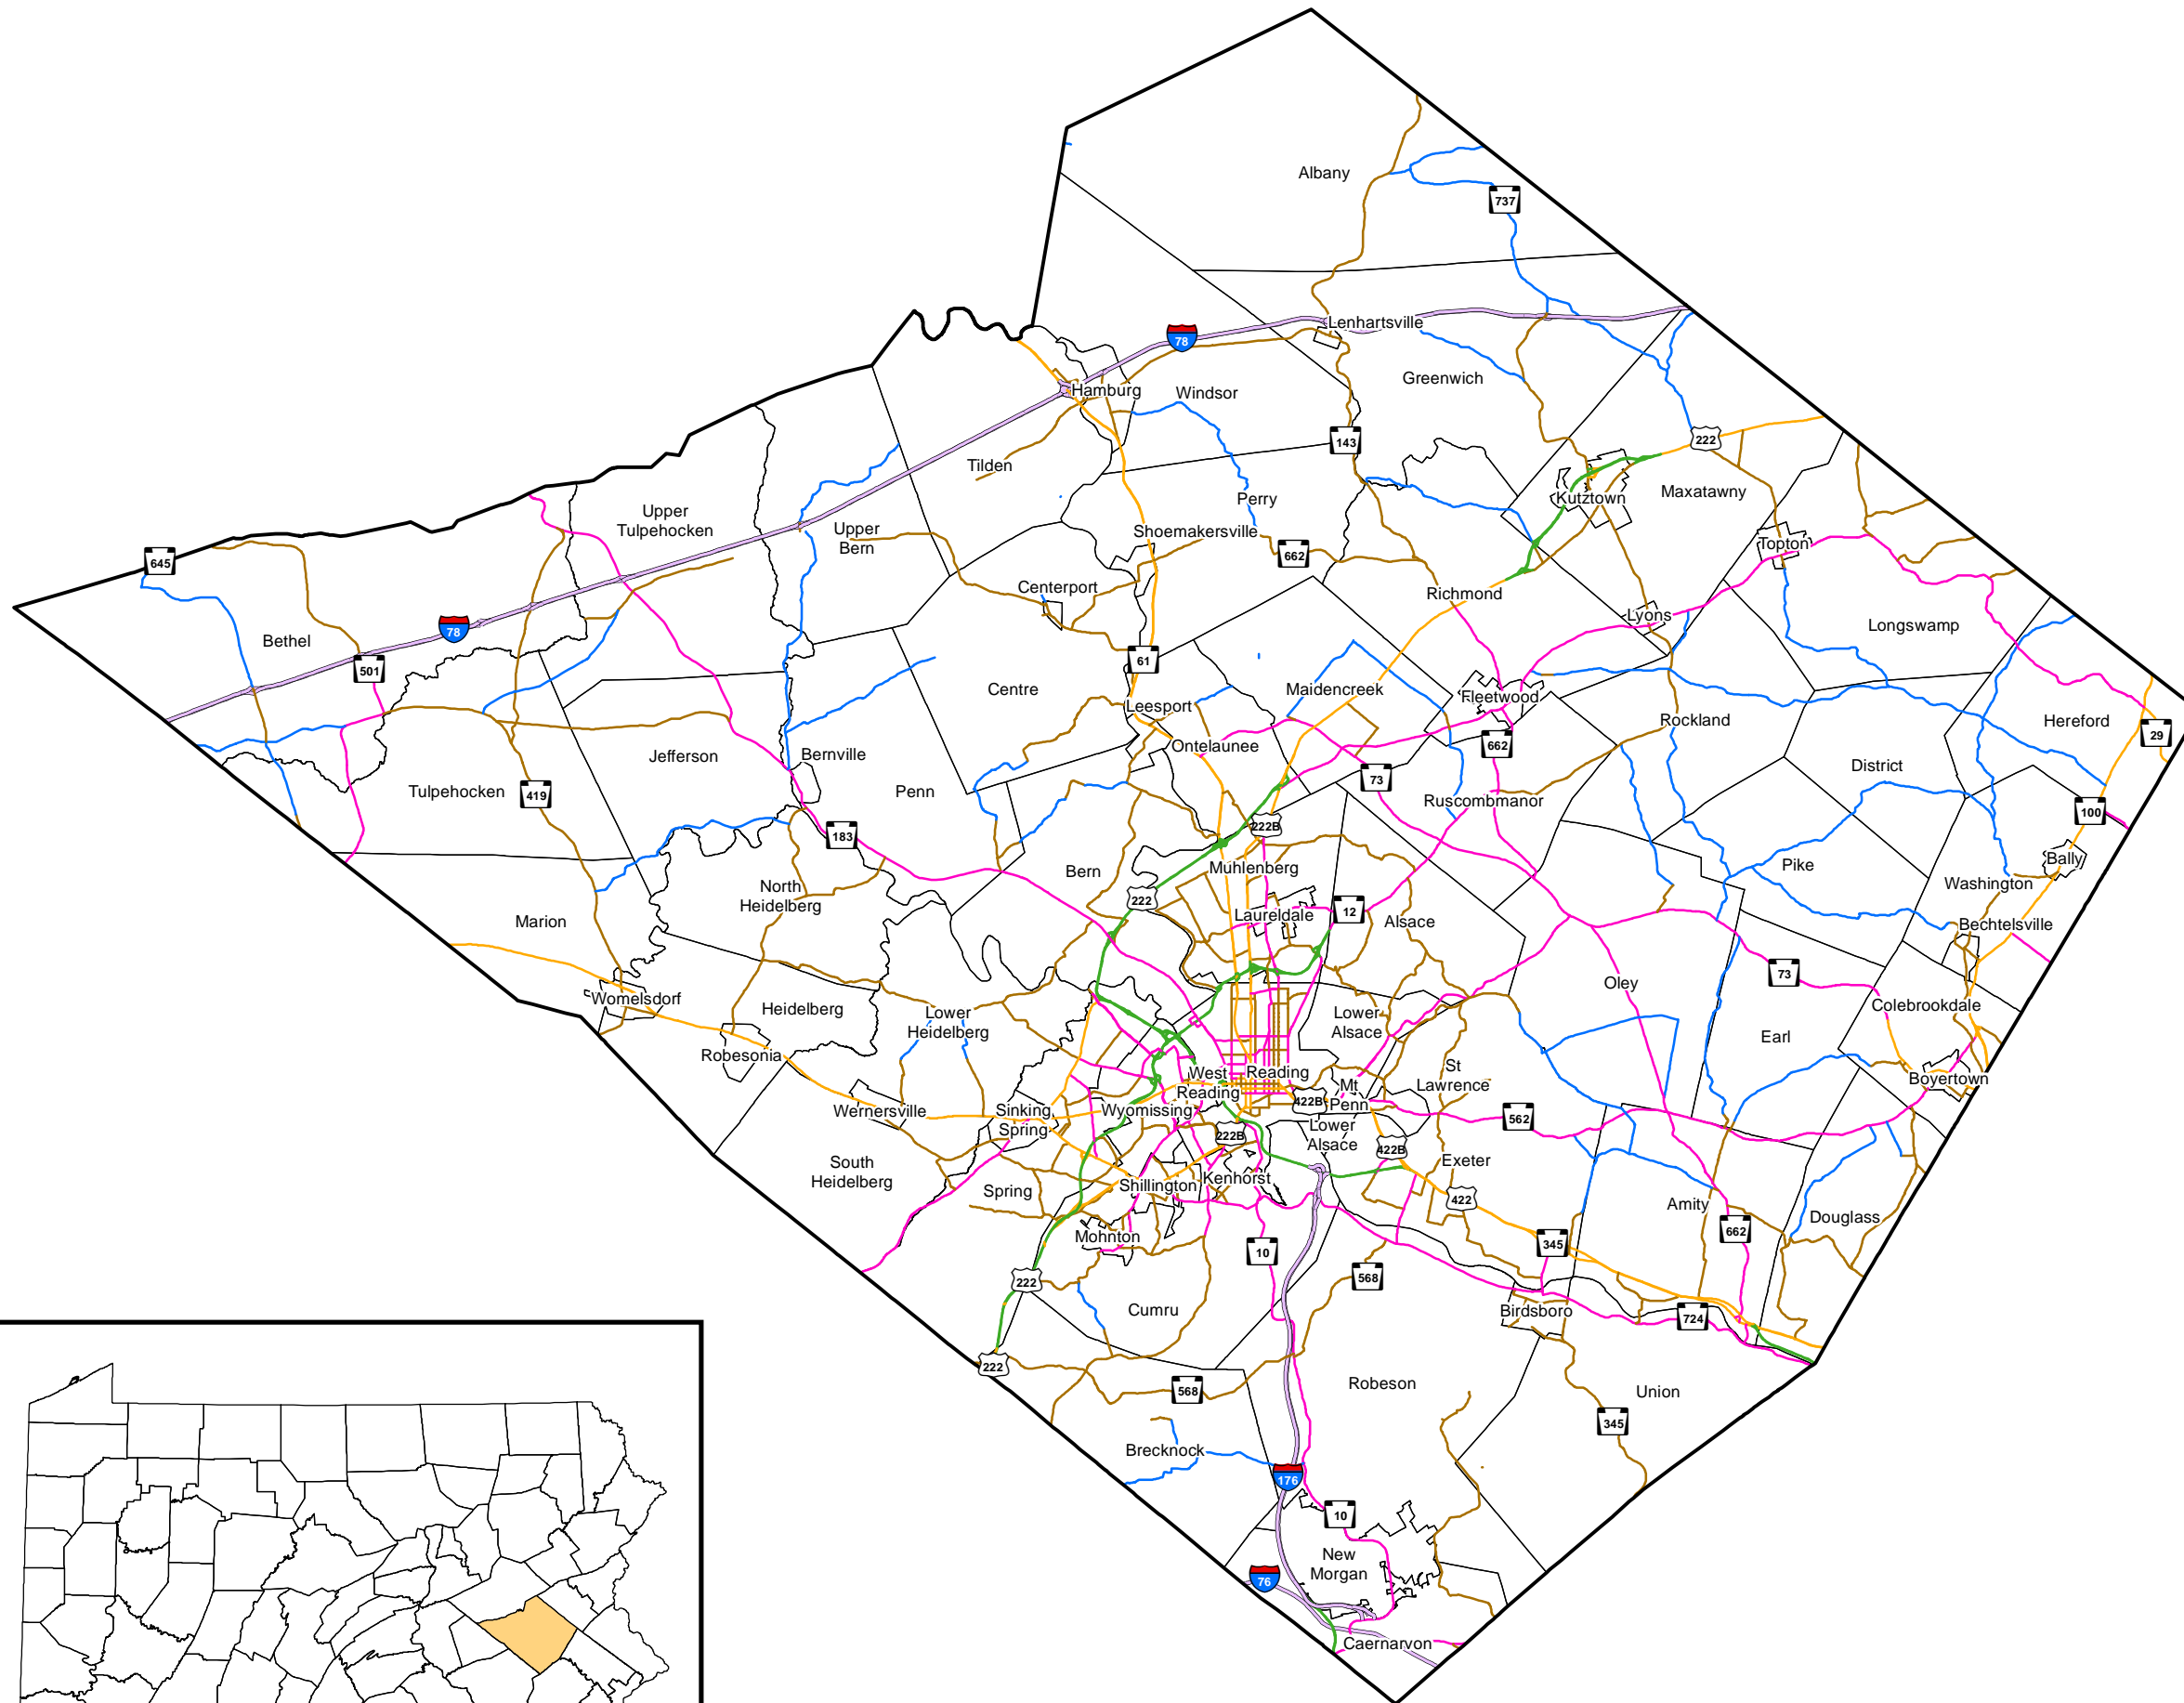 Albany
737
Lenhartsville
78
Greenwich
Hamburg
Windsor
143
222
Tilden
Kutztown
Maxatawny
Perry
Upper
Tulpehocken
Upper
Bern
Shoemakersville
662
Topton
645
Centerport
Richmond
Lyons
Longswamp
78
Bethel
501
61
Centre
Maidencreek
Fleetwood
Leesport
Rockland
Hereford
29
Ontelaunee
662
Jefferson
Bernville
73
District
Tulpehocken
419
Penn
Ruscombmanor
100
183
222B
Muhlenberg
Bern
Pike
Bally
Washington
North
Heidelberg
222
Laureldale
12
Alsace
Marion
Bechtelsville
Oley
73
Womelsdorf
Heidelberg
Lower
Heidelberg
Lower
Alsace
Colebrookdale
Earl
Robesonia
West
Reading
Reading
St
Lawrence
Boyertown
Mt
Penn
422B
Wernersville
Sinking
Spring
Wyomissing
562
222B
Lower
Alsace
422B
Exeter
South
Heidelberg
Spring
Shillington
Kenhorst
422
Amity
Douglass
662
Mohnton
10
345
568
222
Cumru
Birdsboro
724
222
568
Robeson
Union
345
Brecknock
176
10
New
Morgan
76
Caernarvon